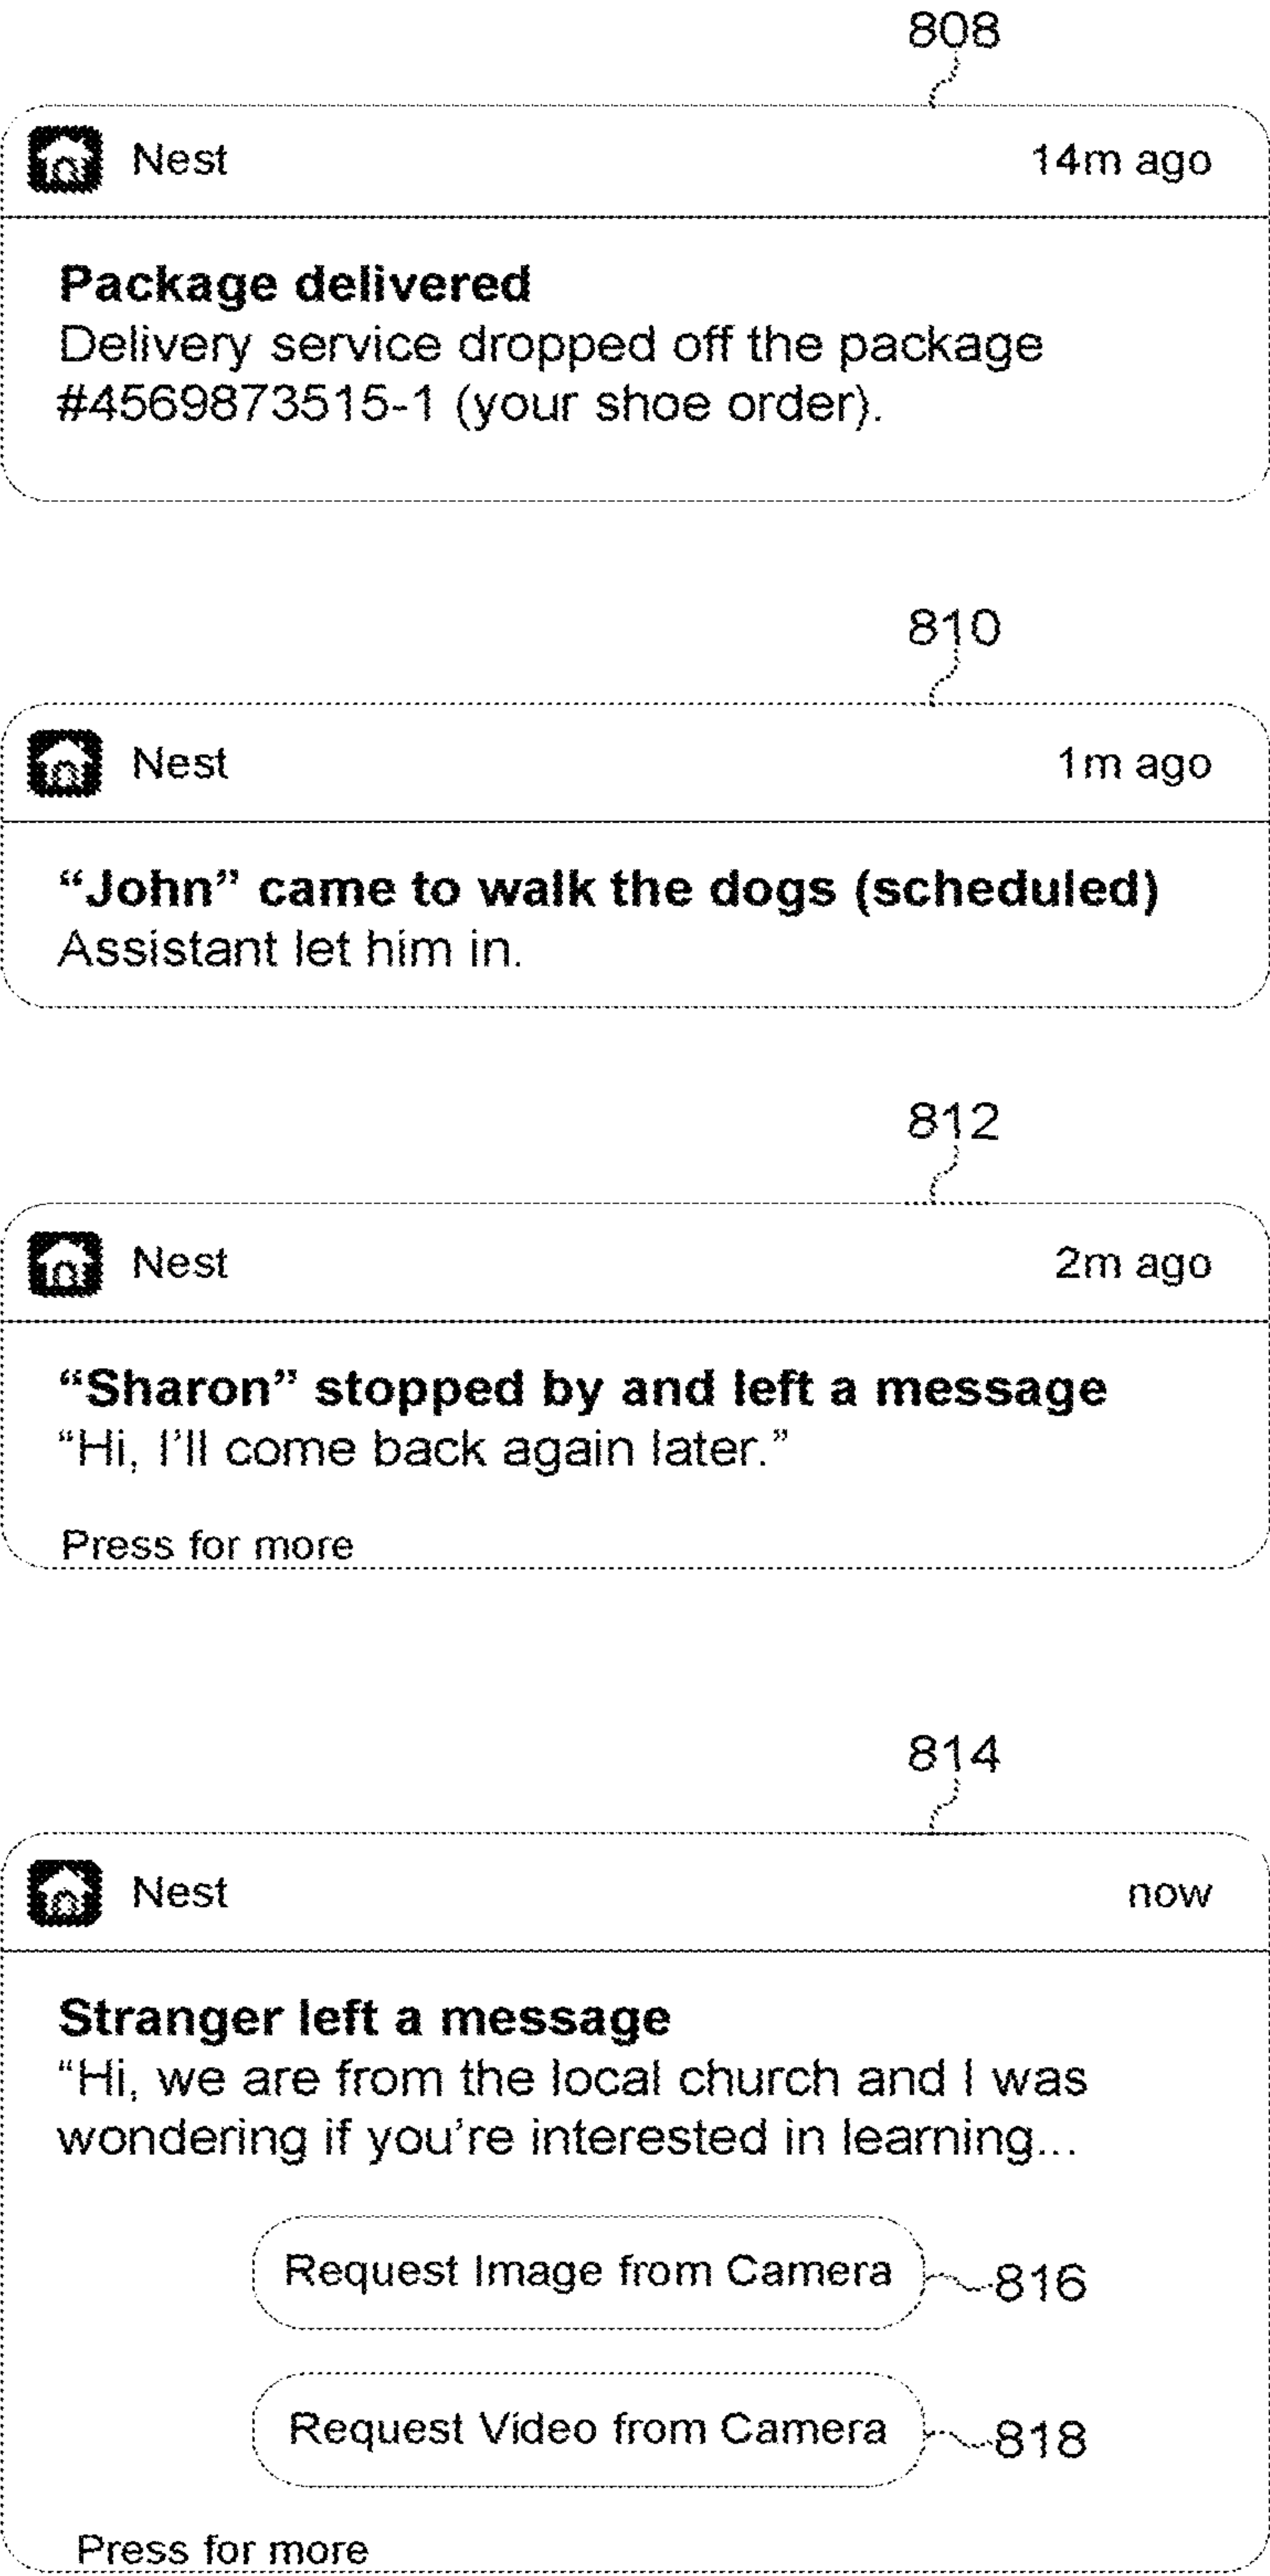 808
Nest 14m ago
Package delivered
Delivery service dropped off the package
#4569873515-1 (your shoe order).
810
Nest 1m ago
“John” came to walk the dogs (scheduled)
Assistant let him in.
812
Nest 2m ago
“Sharon” stopped by and left a message
“Hi, I’ll come back again later.”
Press for more
814
Nest now
Stranger left a message
“Hi, we are from the local church and I was
wondering if you’re interested in learning...
Request Image from Camera 816
Request Video from Camera 818
Press for more